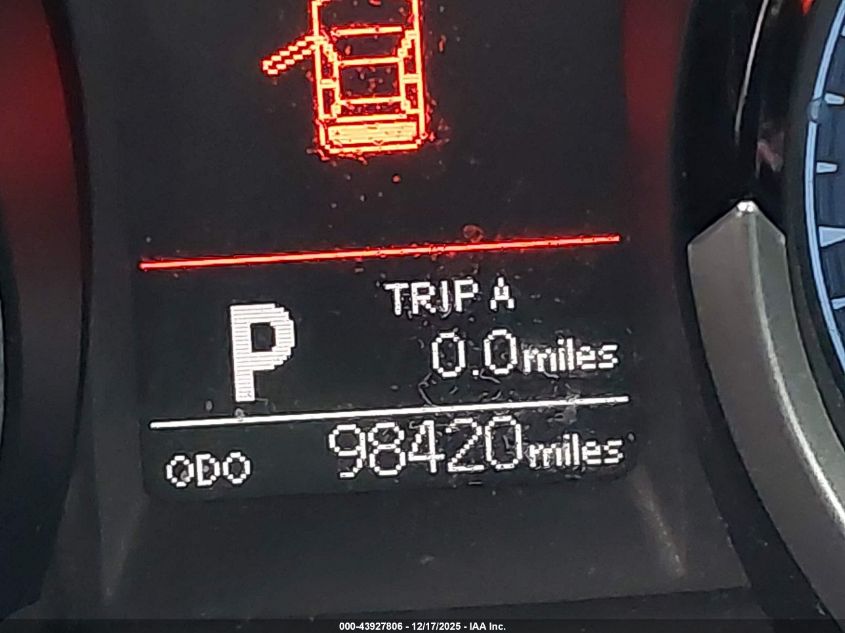 TRIP A
P
0.0miles
ODO 98420miles
000-43927806 - 12/17/2025 - IAA Inc.